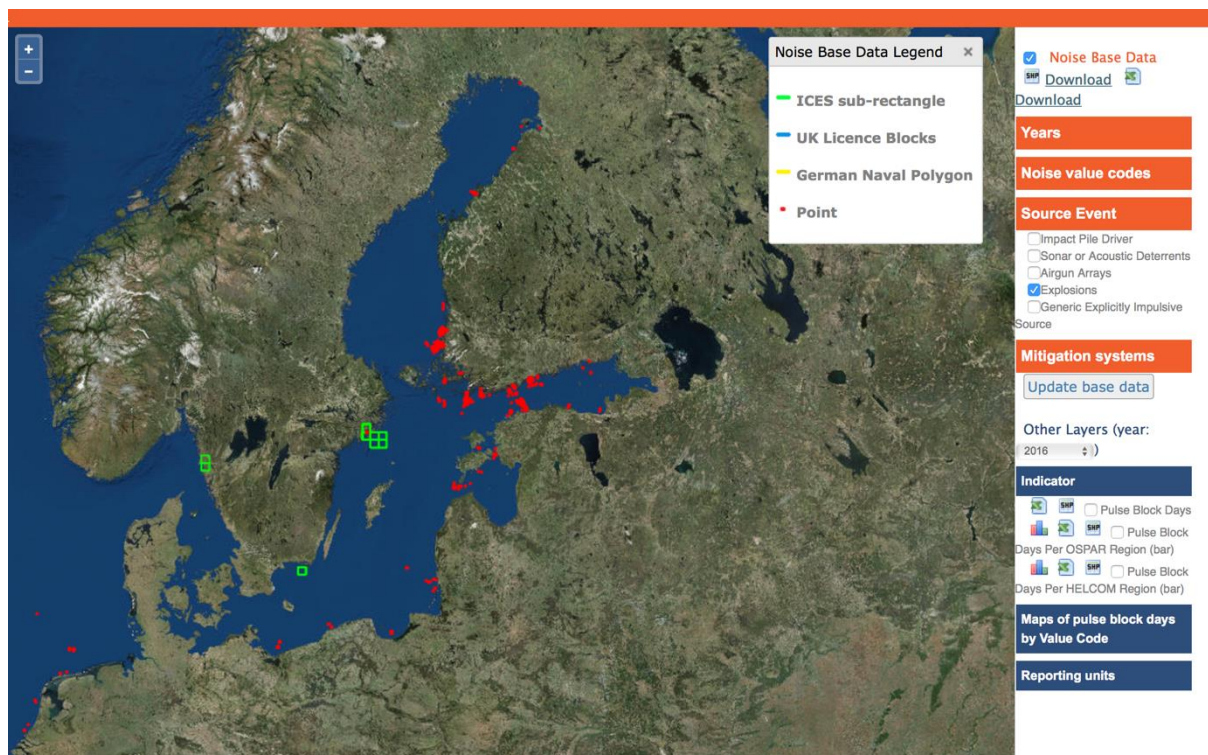 +
−
Noise Base Data Legend ×
ICES sub-rectangle
UK Licence Blocks
German Naval Polygon
Point
Noise Base Data
SHP Download
Download
Years
Noise value codes
Source Event
Impact Pile Driver
Sonar or Acoustic Deterrents
Airgun Arrays
Explosions
Generic Explicitly Impulsive
Source
Mitigation systems
Update base data
Other Layers (year:
2016 )
Indicator
SHP Pulse Block Days
SHP Pulse Block
Days Per OSPAR Region (bar)
SHP Pulse Block
Days Per HELCOM Region (bar)
Maps of pulse block days
by Value Code
Reporting units